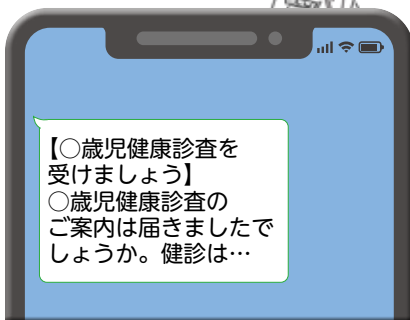 【○歳児健康診査を
受けましょう】
○歳児健康診査の
ご案内は届きましたで
しょうか。健診は…